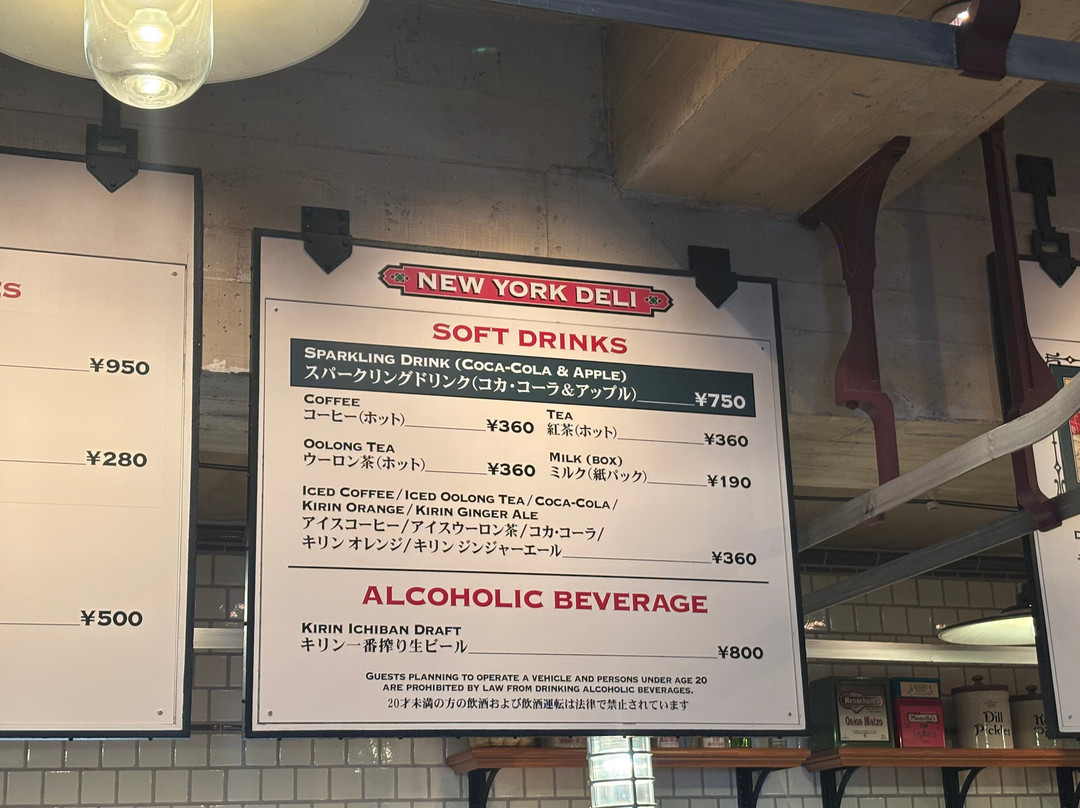 ES
¥950
¥280
¥500
NEW YORK DELI
SOFT DRINKS
SPARKLING DRINK (COCA-COLA & APPLE)
スパークリングドリンク(コカ・コーラ&アップル) ¥750
COFFEE
コーヒー(ホット) ¥360
TEA
紅茶(ホット) ¥360
OOLONG TEA
ウーロン茶(ホット) ¥360
MILK (BOX)
ミルク(紙パック) ¥190
ICED COFFEE/ICED OOLONG TEA/COCA-COLA/
KIRIN ORANGE/KIRIN GINGER ALE
アイスコーヒー/アイスウーロン茶/コカ・コーラ/
キリン オレンジ/キリン ジンジャーエール ¥360
ALCOHOLIC BEVERAGE
KIRIN ICHIBAN DRAFT
キリン一番搾り生ビール ¥800
GUESTS PLANNING TO OPERATE A VEHICLE AND PERSONS UNDER AGE 20
ARE PROHIBITED BY LAW FROM DRINKING ALCOHOLIC BEVERAGES.
20才未満の方の飲酒および飲酒運転は法律で禁止されています
Onion Matzo
Dill
Pickles